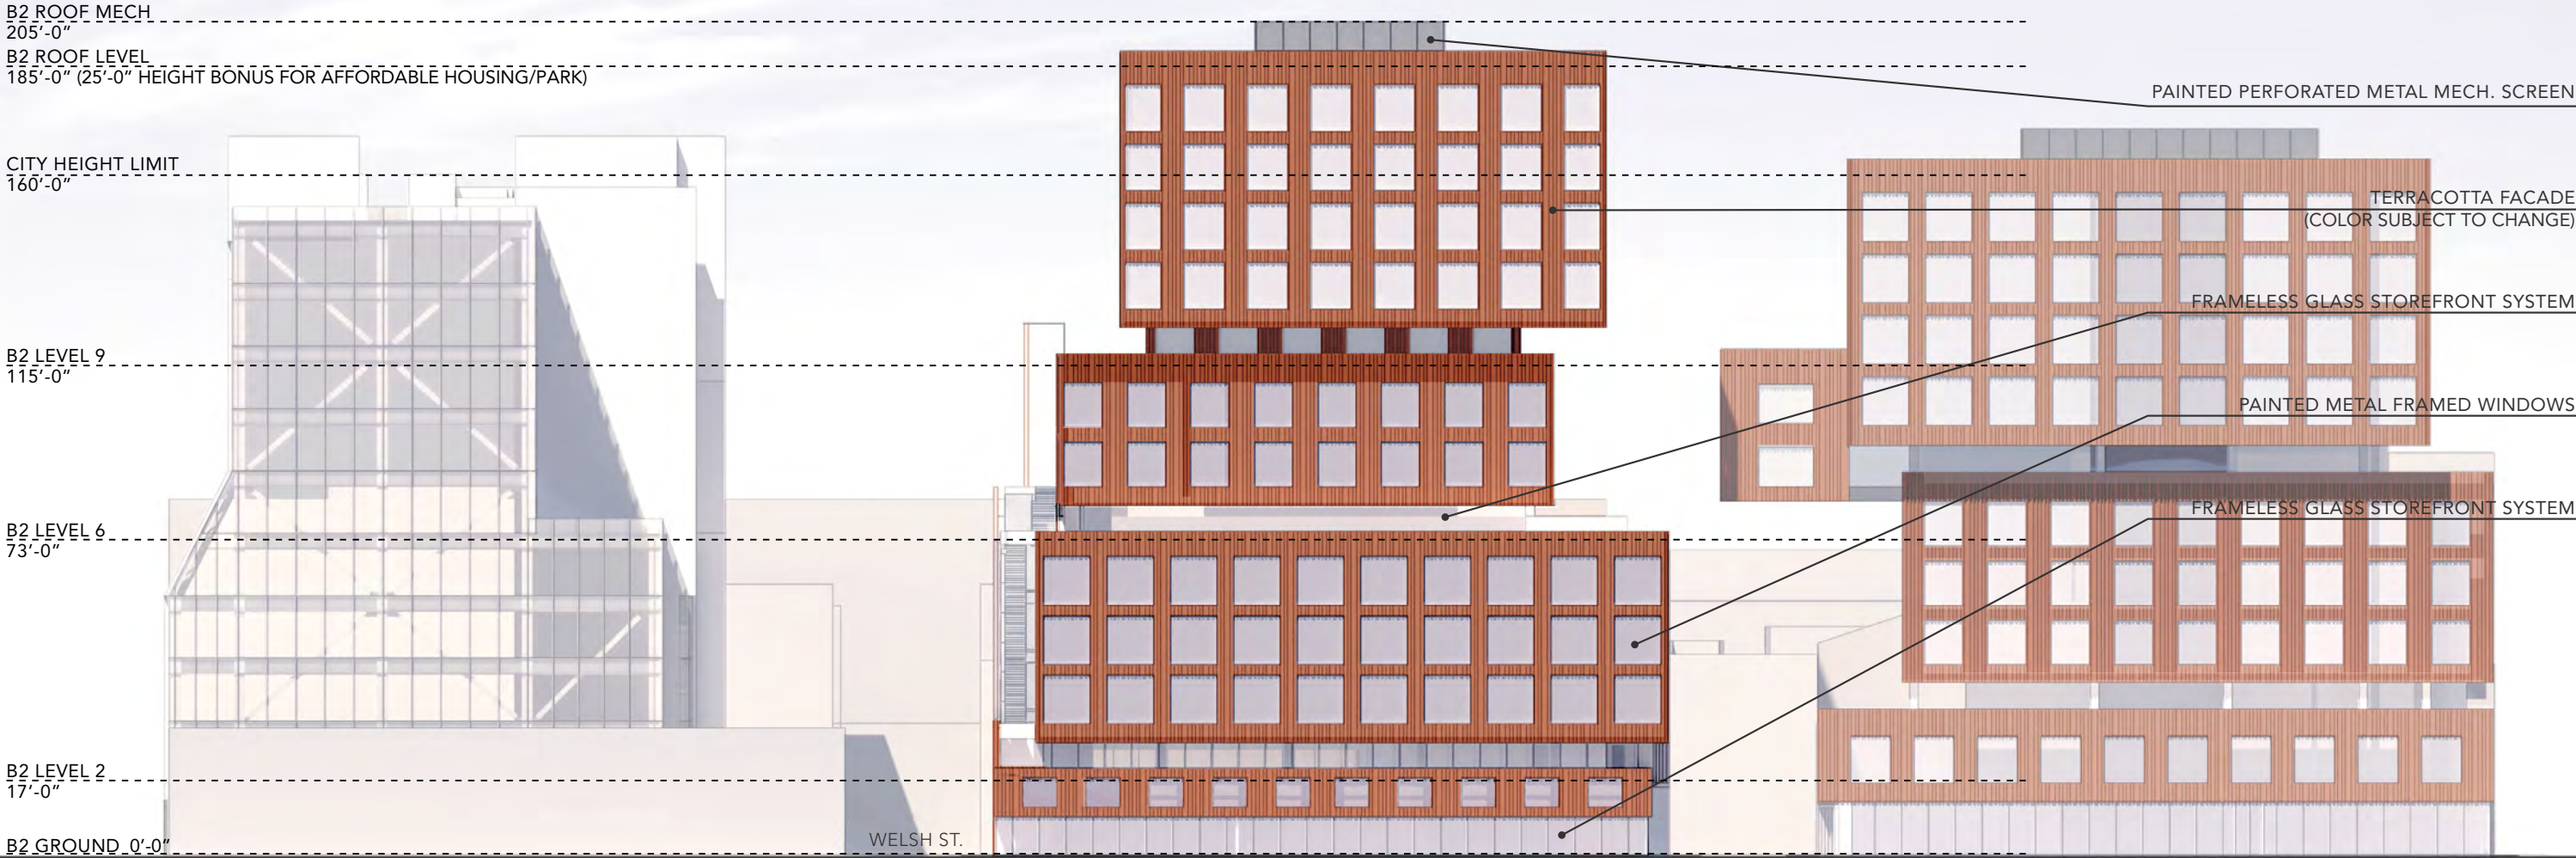 B2 ROOF MECH
205'-0"
B2 ROOF LEVEL
185'-0" (25'-0" HEIGHT BONUS FOR AFFORDABLE HOUSING/PARK)
CITY HEIGHT LIMIT
160'-0"
B2 LEVEL 9
115'-0"
B2 LEVEL 6
73'-0"
B2 LEVEL 2
17'-0"
B2 GROUND 0'-0"
WELSH ST.
PAINTED PERFORATED METAL MECH. SCREEN
TERRACOTTA FACADE
(COLOR SUBJECT TO CHANGE)
FRAMELESS GLASS STOREFRONT SYSTEM
PAINTED METAL FRAMED WINDOWS
FRAMELESS GLASS STOREFRONT SYSTEM